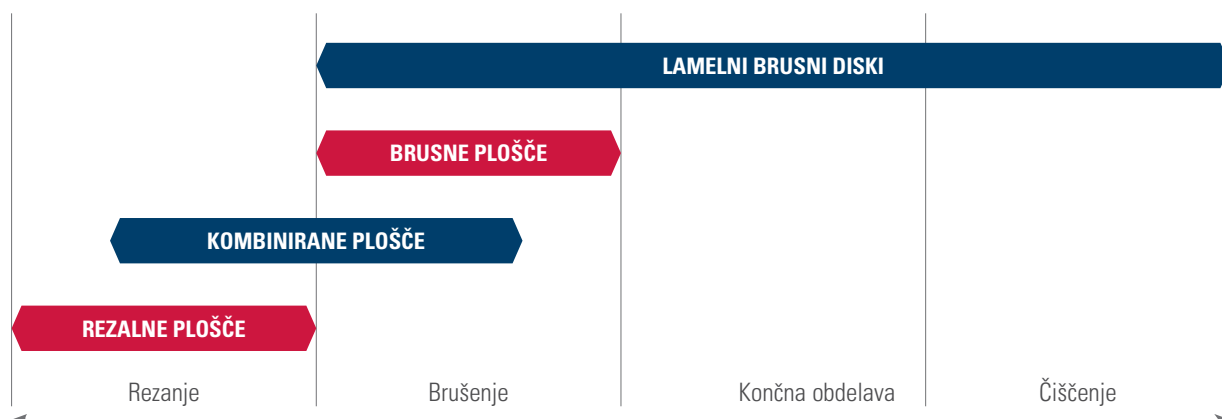 LAMELNI BRUSNI DISKI
BRUSNE PLOŠČE
KOMBINIRANE PLOŠČE
REZALNE PLOŠČE
Rezanje
Brušenje
Končna obdelava
Čiščenje